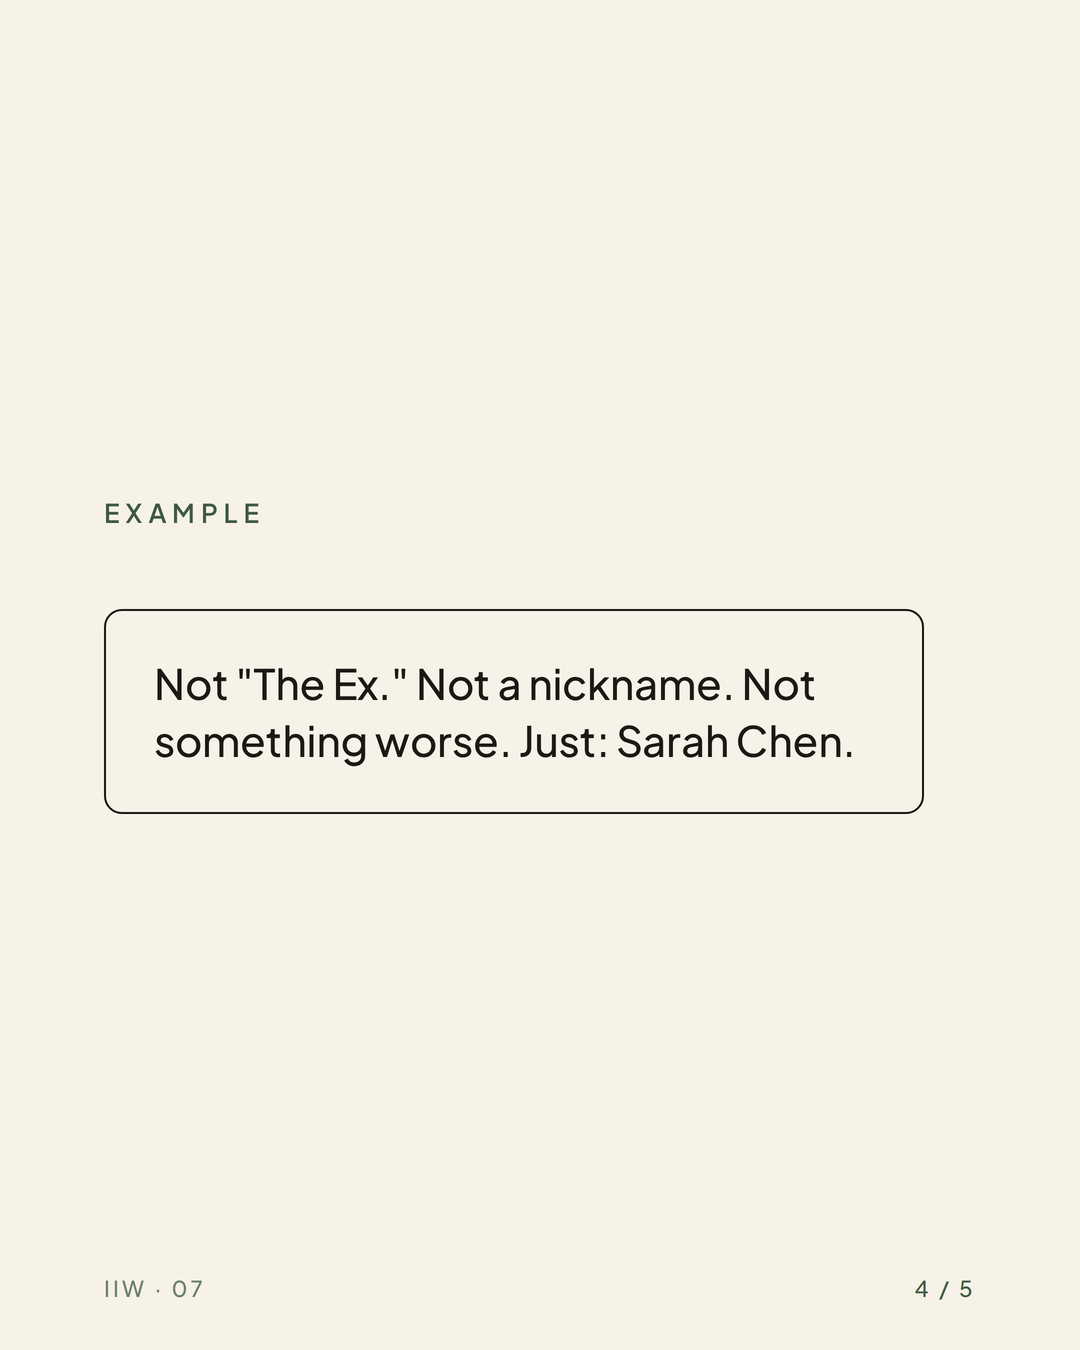 EXAMPLE
Not "The Ex." Not a nickname. Not
something worse. Just: Sarah Chen.
IIW · 07
4 / 5